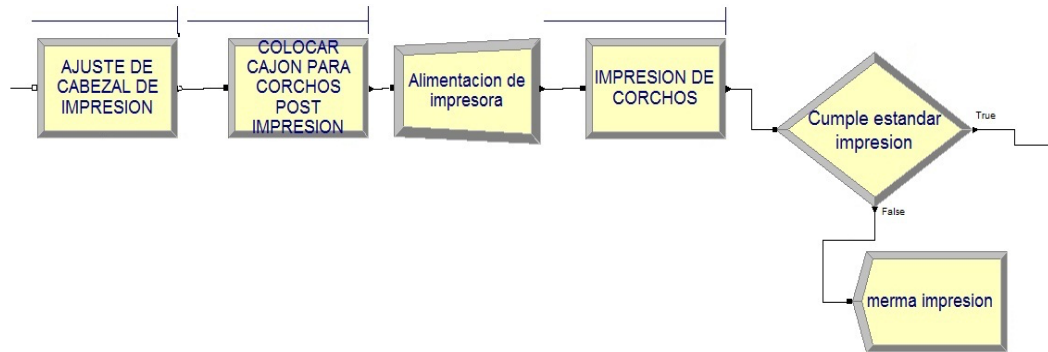 AJUSTE DE
CABEZAL DE
IMPRESION
COLOCAR
CAJON PARA
CORCHOS
POST
IMPRESION
Alimentacion de
impresora
IMPRESION DE
CORCHOS
Cumple estandar
impresion
True
False
merma impresion